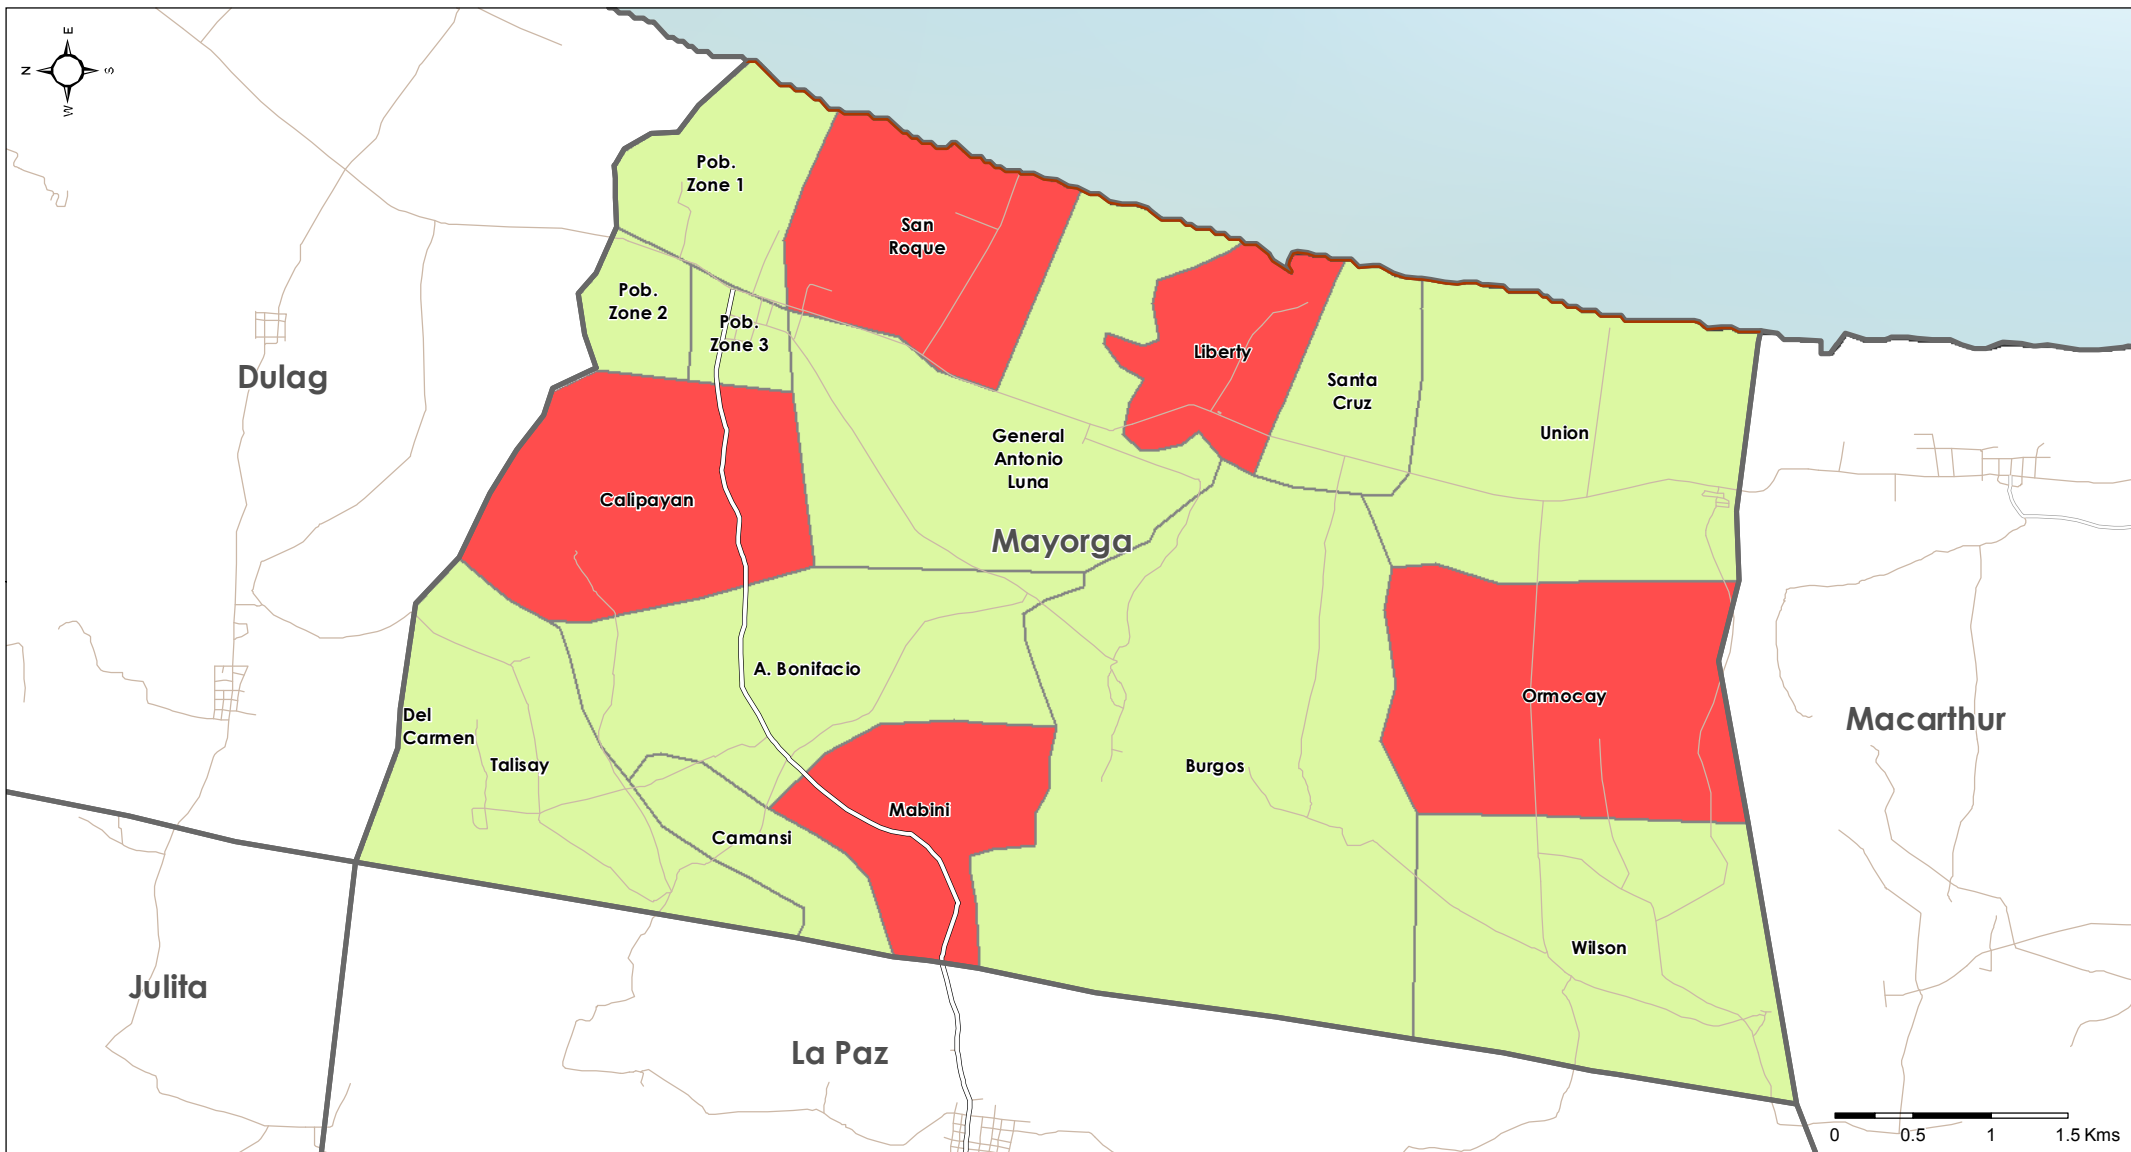 E
N
S
W
Pob.
Zone 1
San
Roque
Pob.
Zone 2
Pob.
Zone 3
Liberty
Dulag
Santa
Cruz
General
Antonio
Luna
Union
Calipayan
Mayorga
A. Bonifacio
Ormocay
Del
Carmen
Macarthur
Talisay
Burgos
Mabini
Camansi
Wilson
Julita
La Paz
0 0.5 1 1.5 Kms